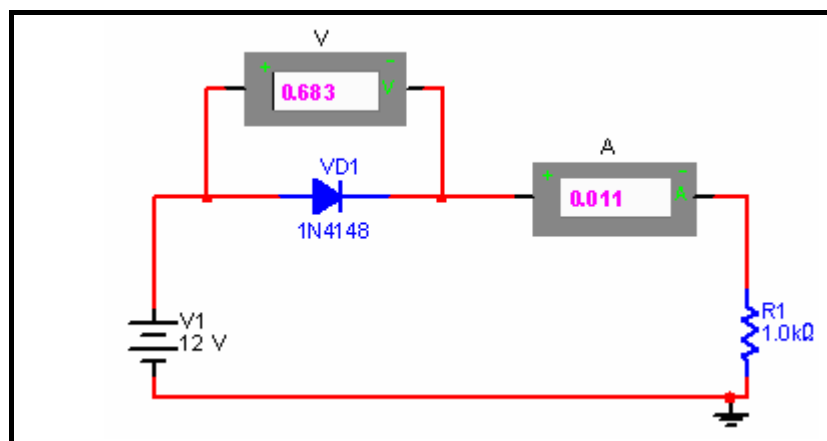 V
+ -
0.683 V
VD1
1N4148
A
+ -
0.011 A
V1
12 V
R1
1.0kΩ